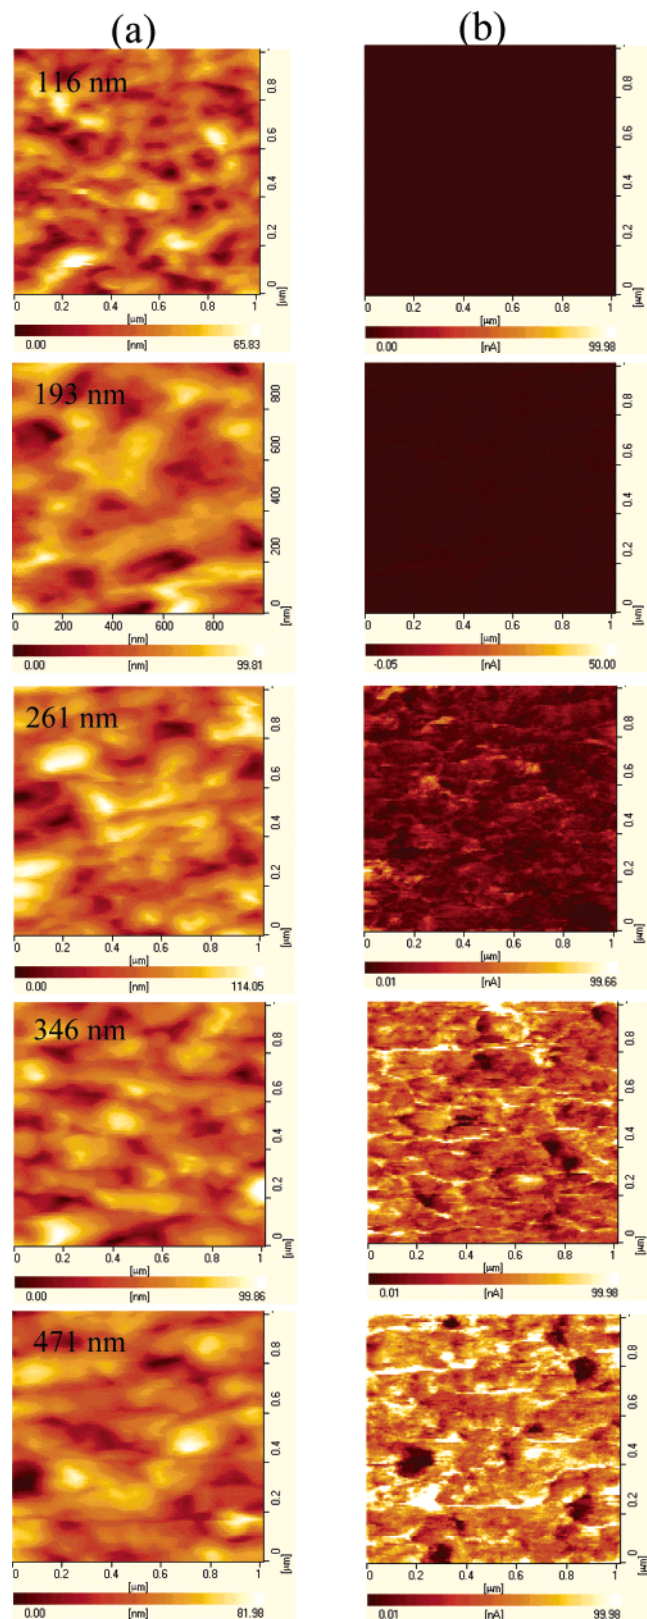 (a) (b)
116 nm
0 0.2 0.4 0.6 0.8
0 0.2 0.4 0.6 0.8 1
[µm] [µm]
0.00 [nm] 65.83
0 0.2 0.4 0.6 0.8
0 0.2 0.4 0.6 0.8 1
[µm] [µm]
0.00 [nA] 99.98
193 nm
0 200 400 600 800
200 400 600 800
[nm] [nm]
0.00 [nm] 99.81
0 0.2 0.4 0.6 0.8
0 0.2 0.4 0.6 0.8 1
[µm] [µm]
-0.05 [nA] 50.00
261 nm
0 0.2 0.4 0.6 0.8
0.2 0.4 0.6 0.8 1
[µm] [µm]
0.00 [nm] 114.05
0 0.2 0.4 0.6 0.8
0 0.2 0.4 0.6 0.8 1
[µm] [µm]
0.01 [nA] 99.66
346 nm
0 0.2 0.4 0.6 0.8
0 0.2 0.4 0.6 0.8 1
[µm] [µm]
0.00 [nm] 99.86
0 0.2 0.4 0.6 0.8
0 0.2 0.4 0.6 0.8 1
[µm] [µm]
0.01 [nA] 99.98
471 nm
0 0.2 0.4 0.6 0.8
0 0.2 0.4 0.6 0.8 1
[µm] [µm]
0.00 [nm] 81.98
0 0.2 0.4 0.6 0.8
0 0.2 0.4 0.6 0.8 1
[µm] [µm]
0.01 [nA] 99.98